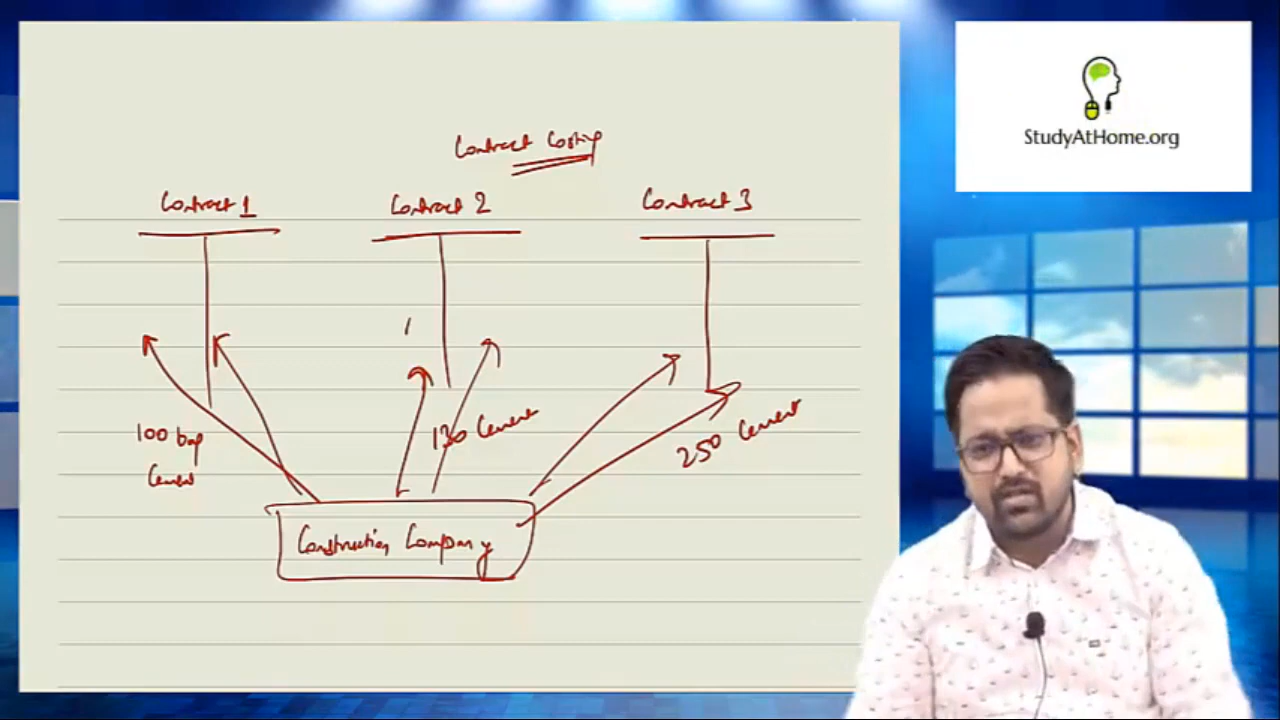 Contract Costing
StudyAtHome.org
Contract 1
Contract 2
Contract 3
100 bag
Cement
130 Cement
250 Cement
Construction Company